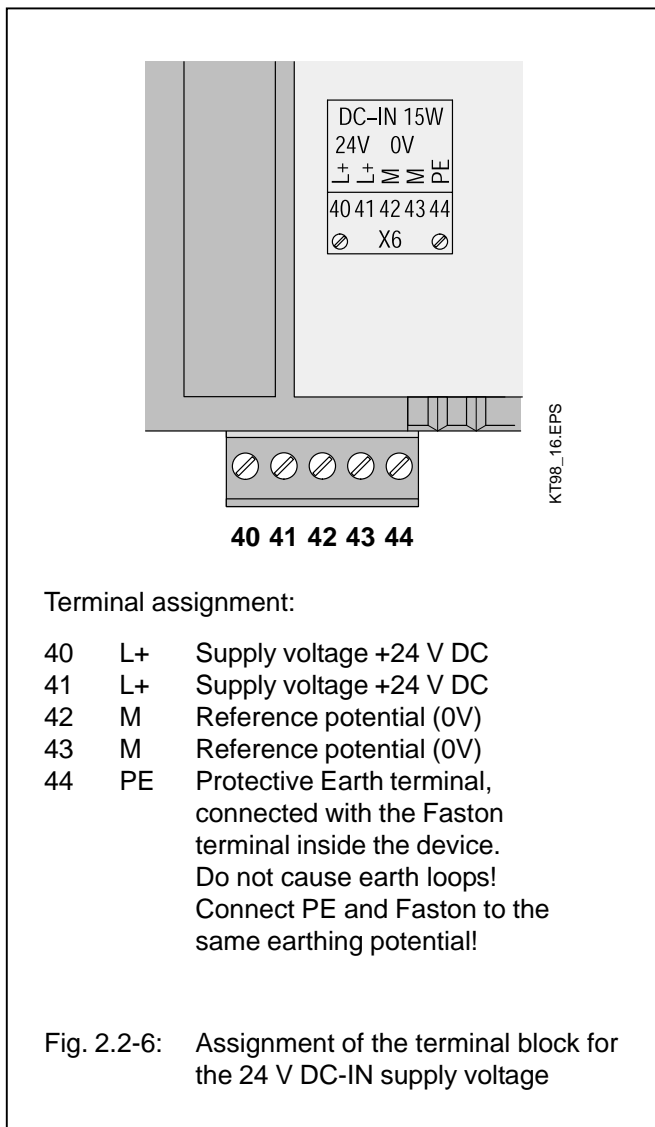 DC–IN 15W
24V 0V
L+ L+ M M PE
40 41 42 43 44
X6
KT98_16.EPS
40 41 42 43 44
Terminal assignment:
40 L+ Supply voltage +24 V DC
41 L+ Supply voltage +24 V DC
42 M Reference potential (0V)
43 M Reference potential (0V)
44 PE Protective Earth terminal,
connected with the Faston
terminal inside the device.
Do not cause earth loops!
Connect PE and Faston to the
same earthing potential!
Fig. 2.2-6: Assignment of the terminal block for
the 24 V DC-IN supply voltage